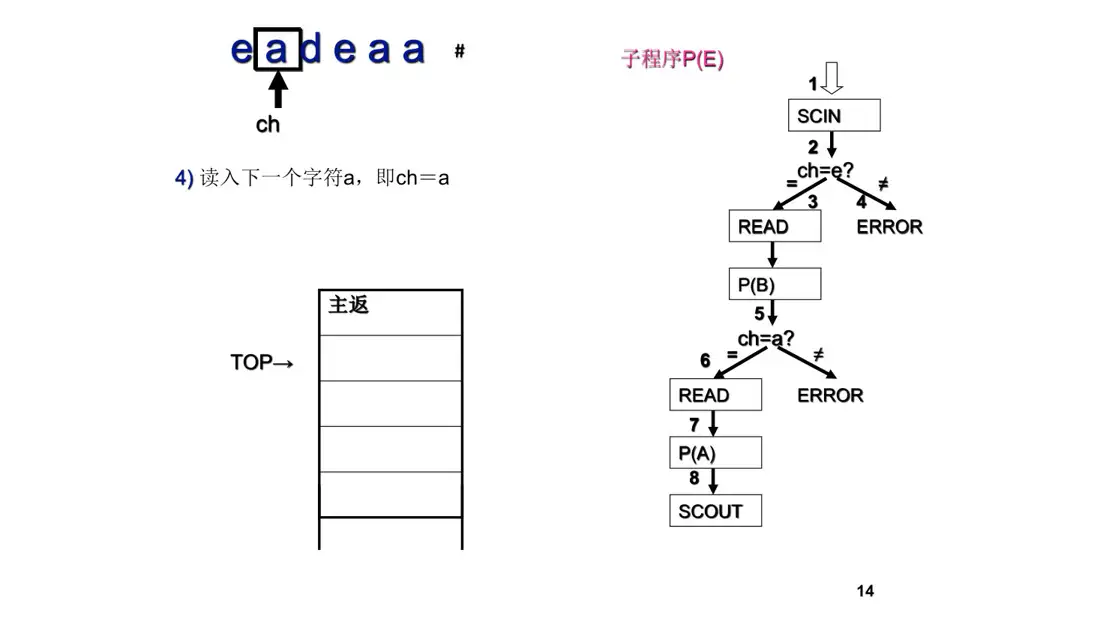 eadeaa #
ch
4) 读入下一个字符a，即ch＝a
主返
TOP→
子程序P(E)
1
SCIN
2
ch=e?
= ≠
3 4
READ ERROR
P(B)
5
ch=a?
6 = ≠
READ ERROR
7
P(A)
8
SCOUT
14